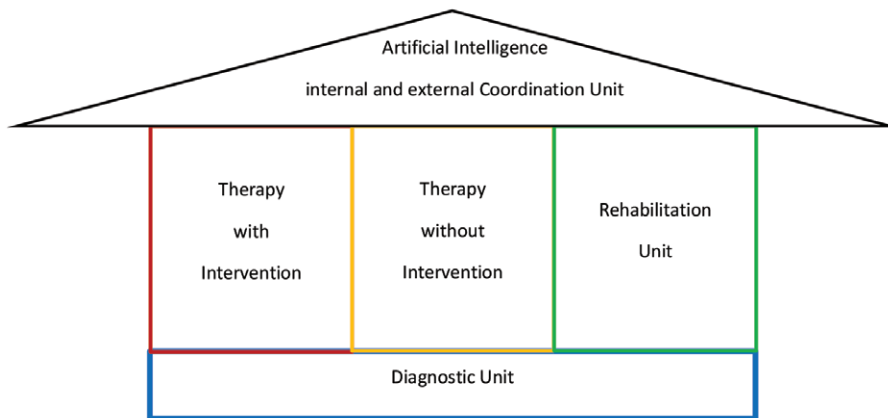 Artificial Intelligence
internal and external Coordination Unit
Therapy
with
Intervention
Therapy
without
Intervention
Rehabilitation
Unit
Diagnostic Unit